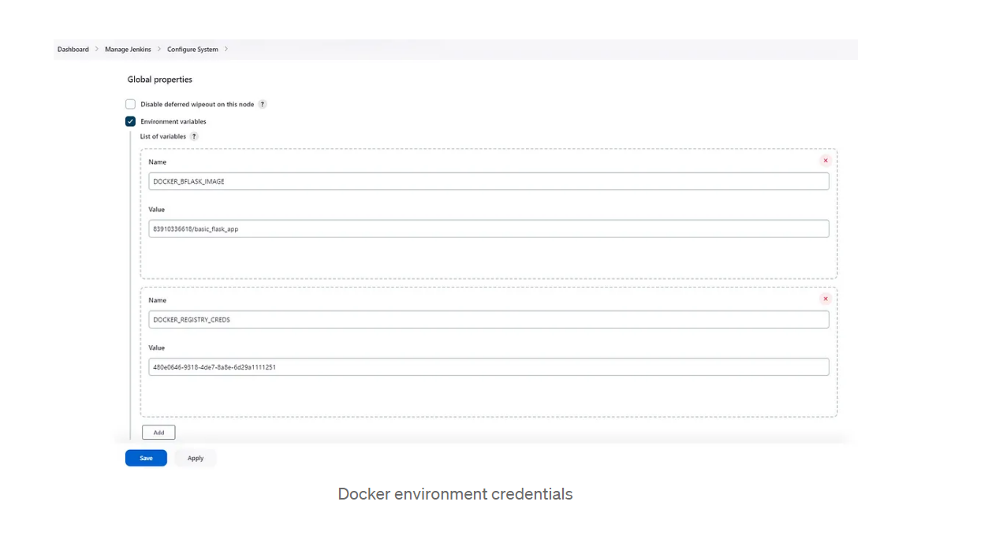 Dashboard > Manage Jenkins > Configure System >
Global properties
Disable deferred wipeout on this node ?
Environment variables
List of variables ?
Name
DOCKER_BFLASK_IMAGE
Value
83910336618/basic_flask_app
Name
DOCKER_REGISTRY_CREDS
Value
480e0646-9318-4de7-8a8e-6d29a1111251
Add
Save Apply
Docker environment credentials